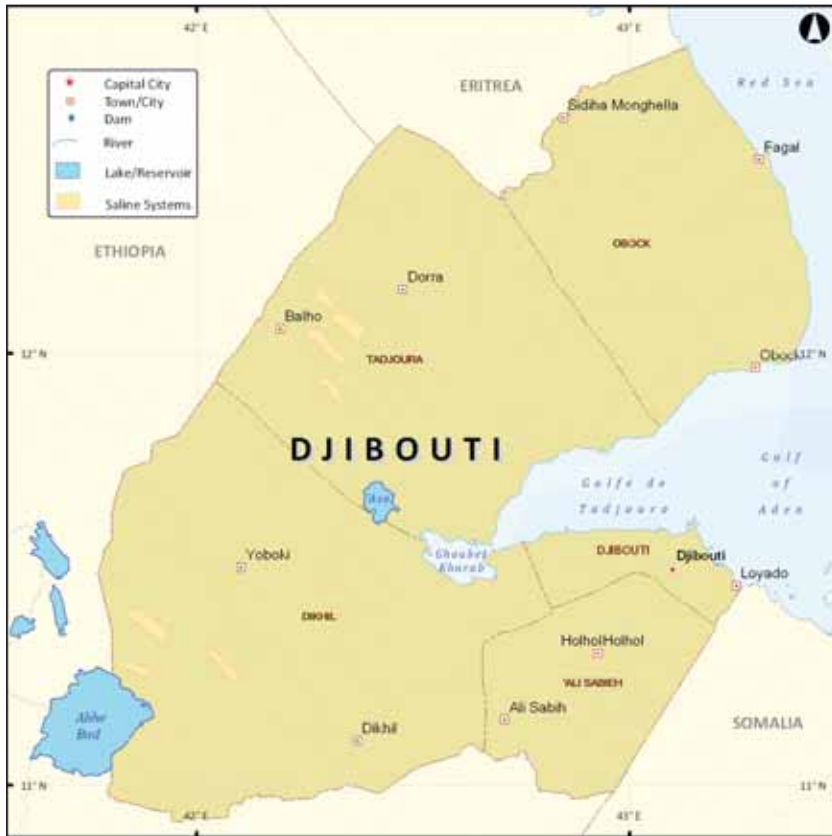 42° E
43° E
Capital City
Town/City
Dam
River
Lake/Reservoir
Saline Systems
ERITREA
Red Sea
Sidiha Monghella
Fagal
ETHIOPIA
OBOCK
Dorra
Balho
12° N
TADJOURA
Obock
12° N
DJIBOUTI
Golfe de
Tadjoura
Gulf
of
Aden
Ghoubet
Kharab
DJIBOUTI
Djibouti
Loyado
Yoboki
DIKHIL
HolholHolhol
'ALI SABIEH
Ali Sabih
SOMALIA
Abhe
Bad
Dikhil
11° N
11° N
42° E
43° E